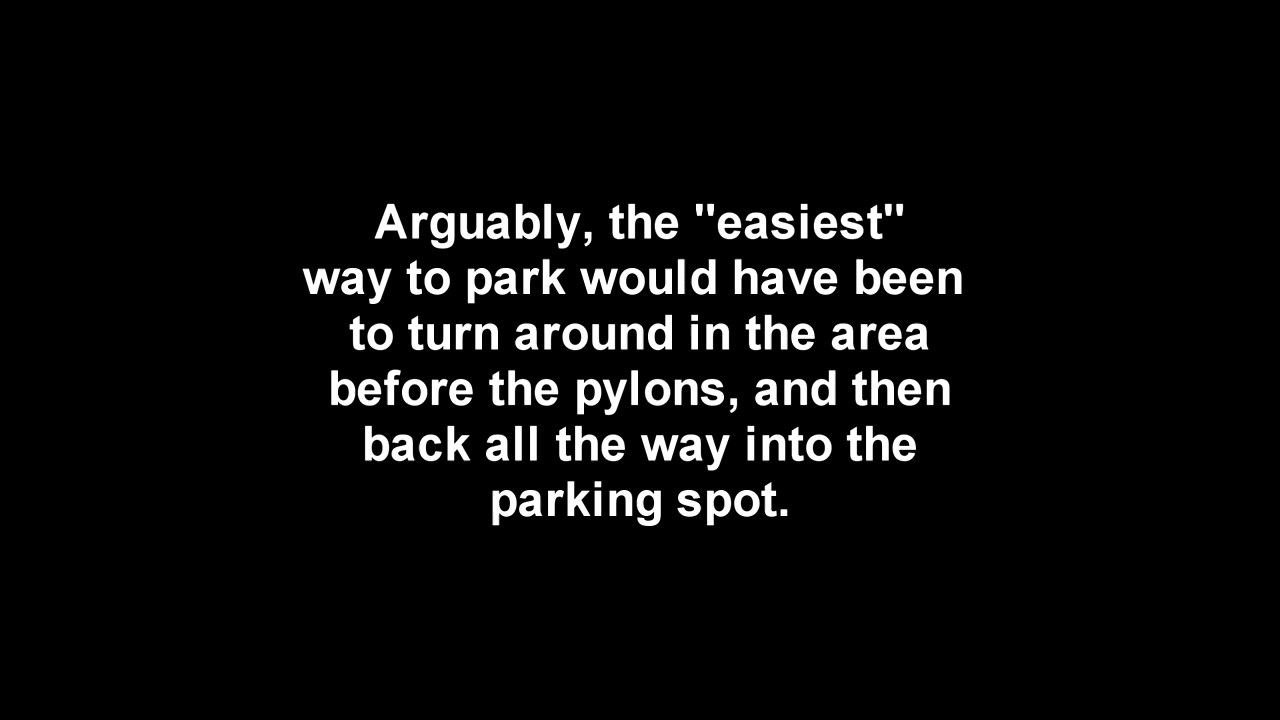 Arguably, the "easiest"
way to park would have been
to turn around in the area
before the pylons, and then
back all the way into the
parking spot.